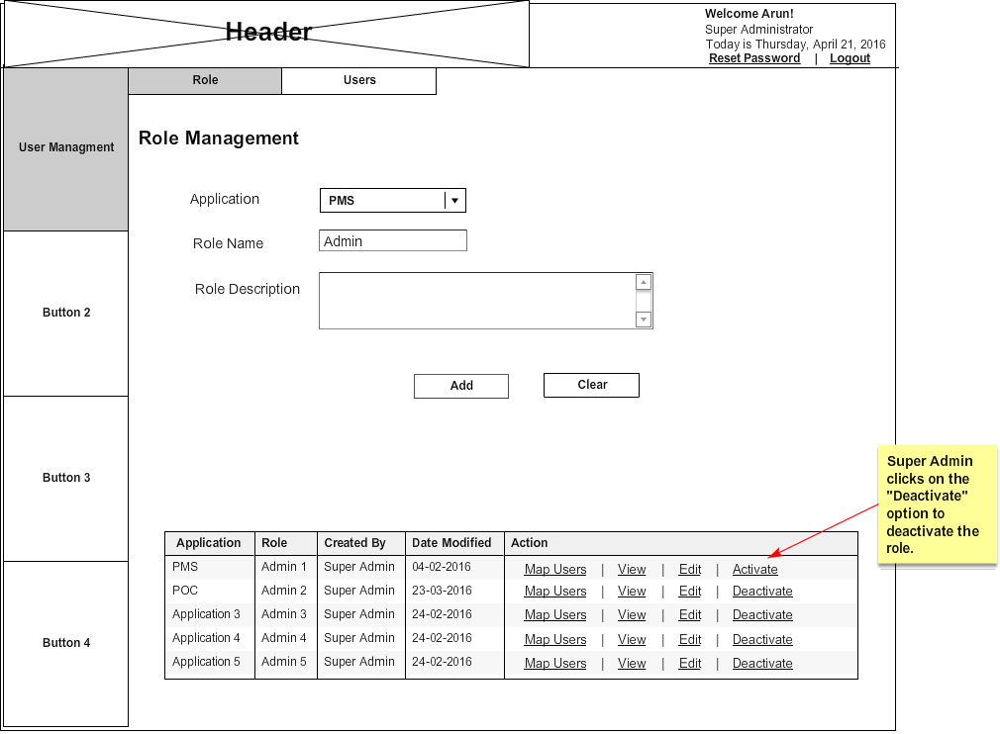 Header
Welcome Arun!
Super Administrator
Today is Thursday, April 21, 2016
Reset Password | Logout
Role Users
User Managment
Role Management
Application PMS
Role Name Admin
Role Description
Button 2
Add Clear
Button 3
Super Admin
clicks on the
"Deactivate"
option to
deactivate the
role.
Application Role Created By Date Modified Action
PMS Admin 1 Super Admin 04-02-2016 Map Users | View | Edit | Activate
POC Admin 2 Super Admin 23-03-2016 Map Users | View | Edit | Deactivate
Application 3 Admin 3 Super Admin 24-02-2016 Map Users | View | Edit | Deactivate
Application 4 Admin 4 Super Admin 24-02-2016 Map Users | View | Edit | Deactivate
Application 5 Admin 5 Super Admin 24-02-2016 Map Users | View | Edit | Deactivate
Button 4